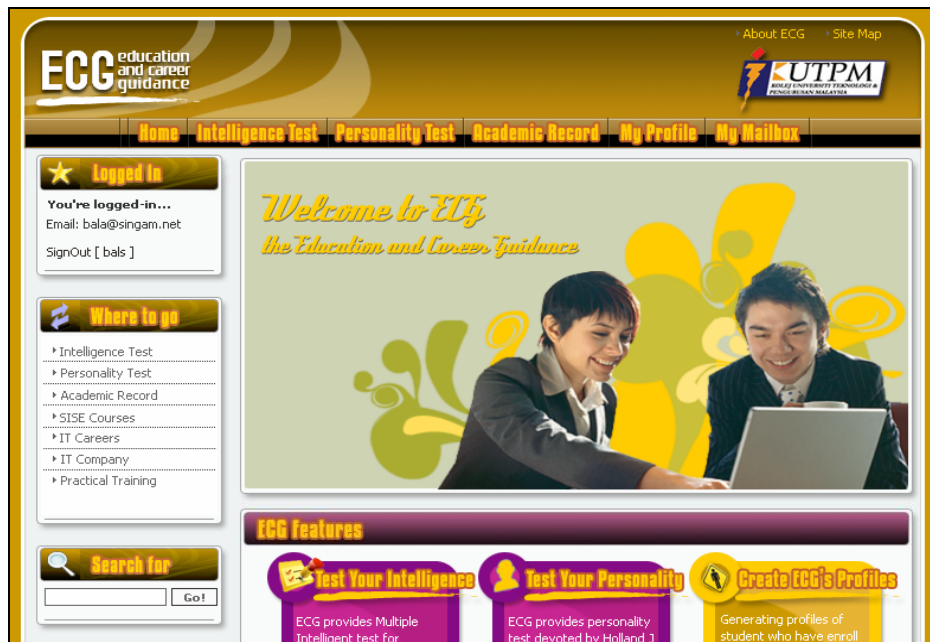 About ECG
Site Map
ECG education
and career
guidance
KUTPM
KOLEJ UNIVERSITI TEKNOLOGI &
PENGURUSAN MALAYSIA
Home Intelligence Test Personality Test Academic Record My Profile My Mailbox
Logged In
You're logged-in...
Email: bala@singam.net
SignOut [ bals ]
Where to go
Intelligence Test
Personality Test
Academic Record
SISE Courses
IT Careers
IT Company
Practical Training
Search for
Go!
Welcome to ECG
the Education and Career Guidance
ECG features
Test Your Intelligence
ECG provides Multiple
Intelligent test for
Test Your Personality
ECG provides personality
test devoted by Holland J
Create ECG's Profiles
Generating profiles of
student who have enroll